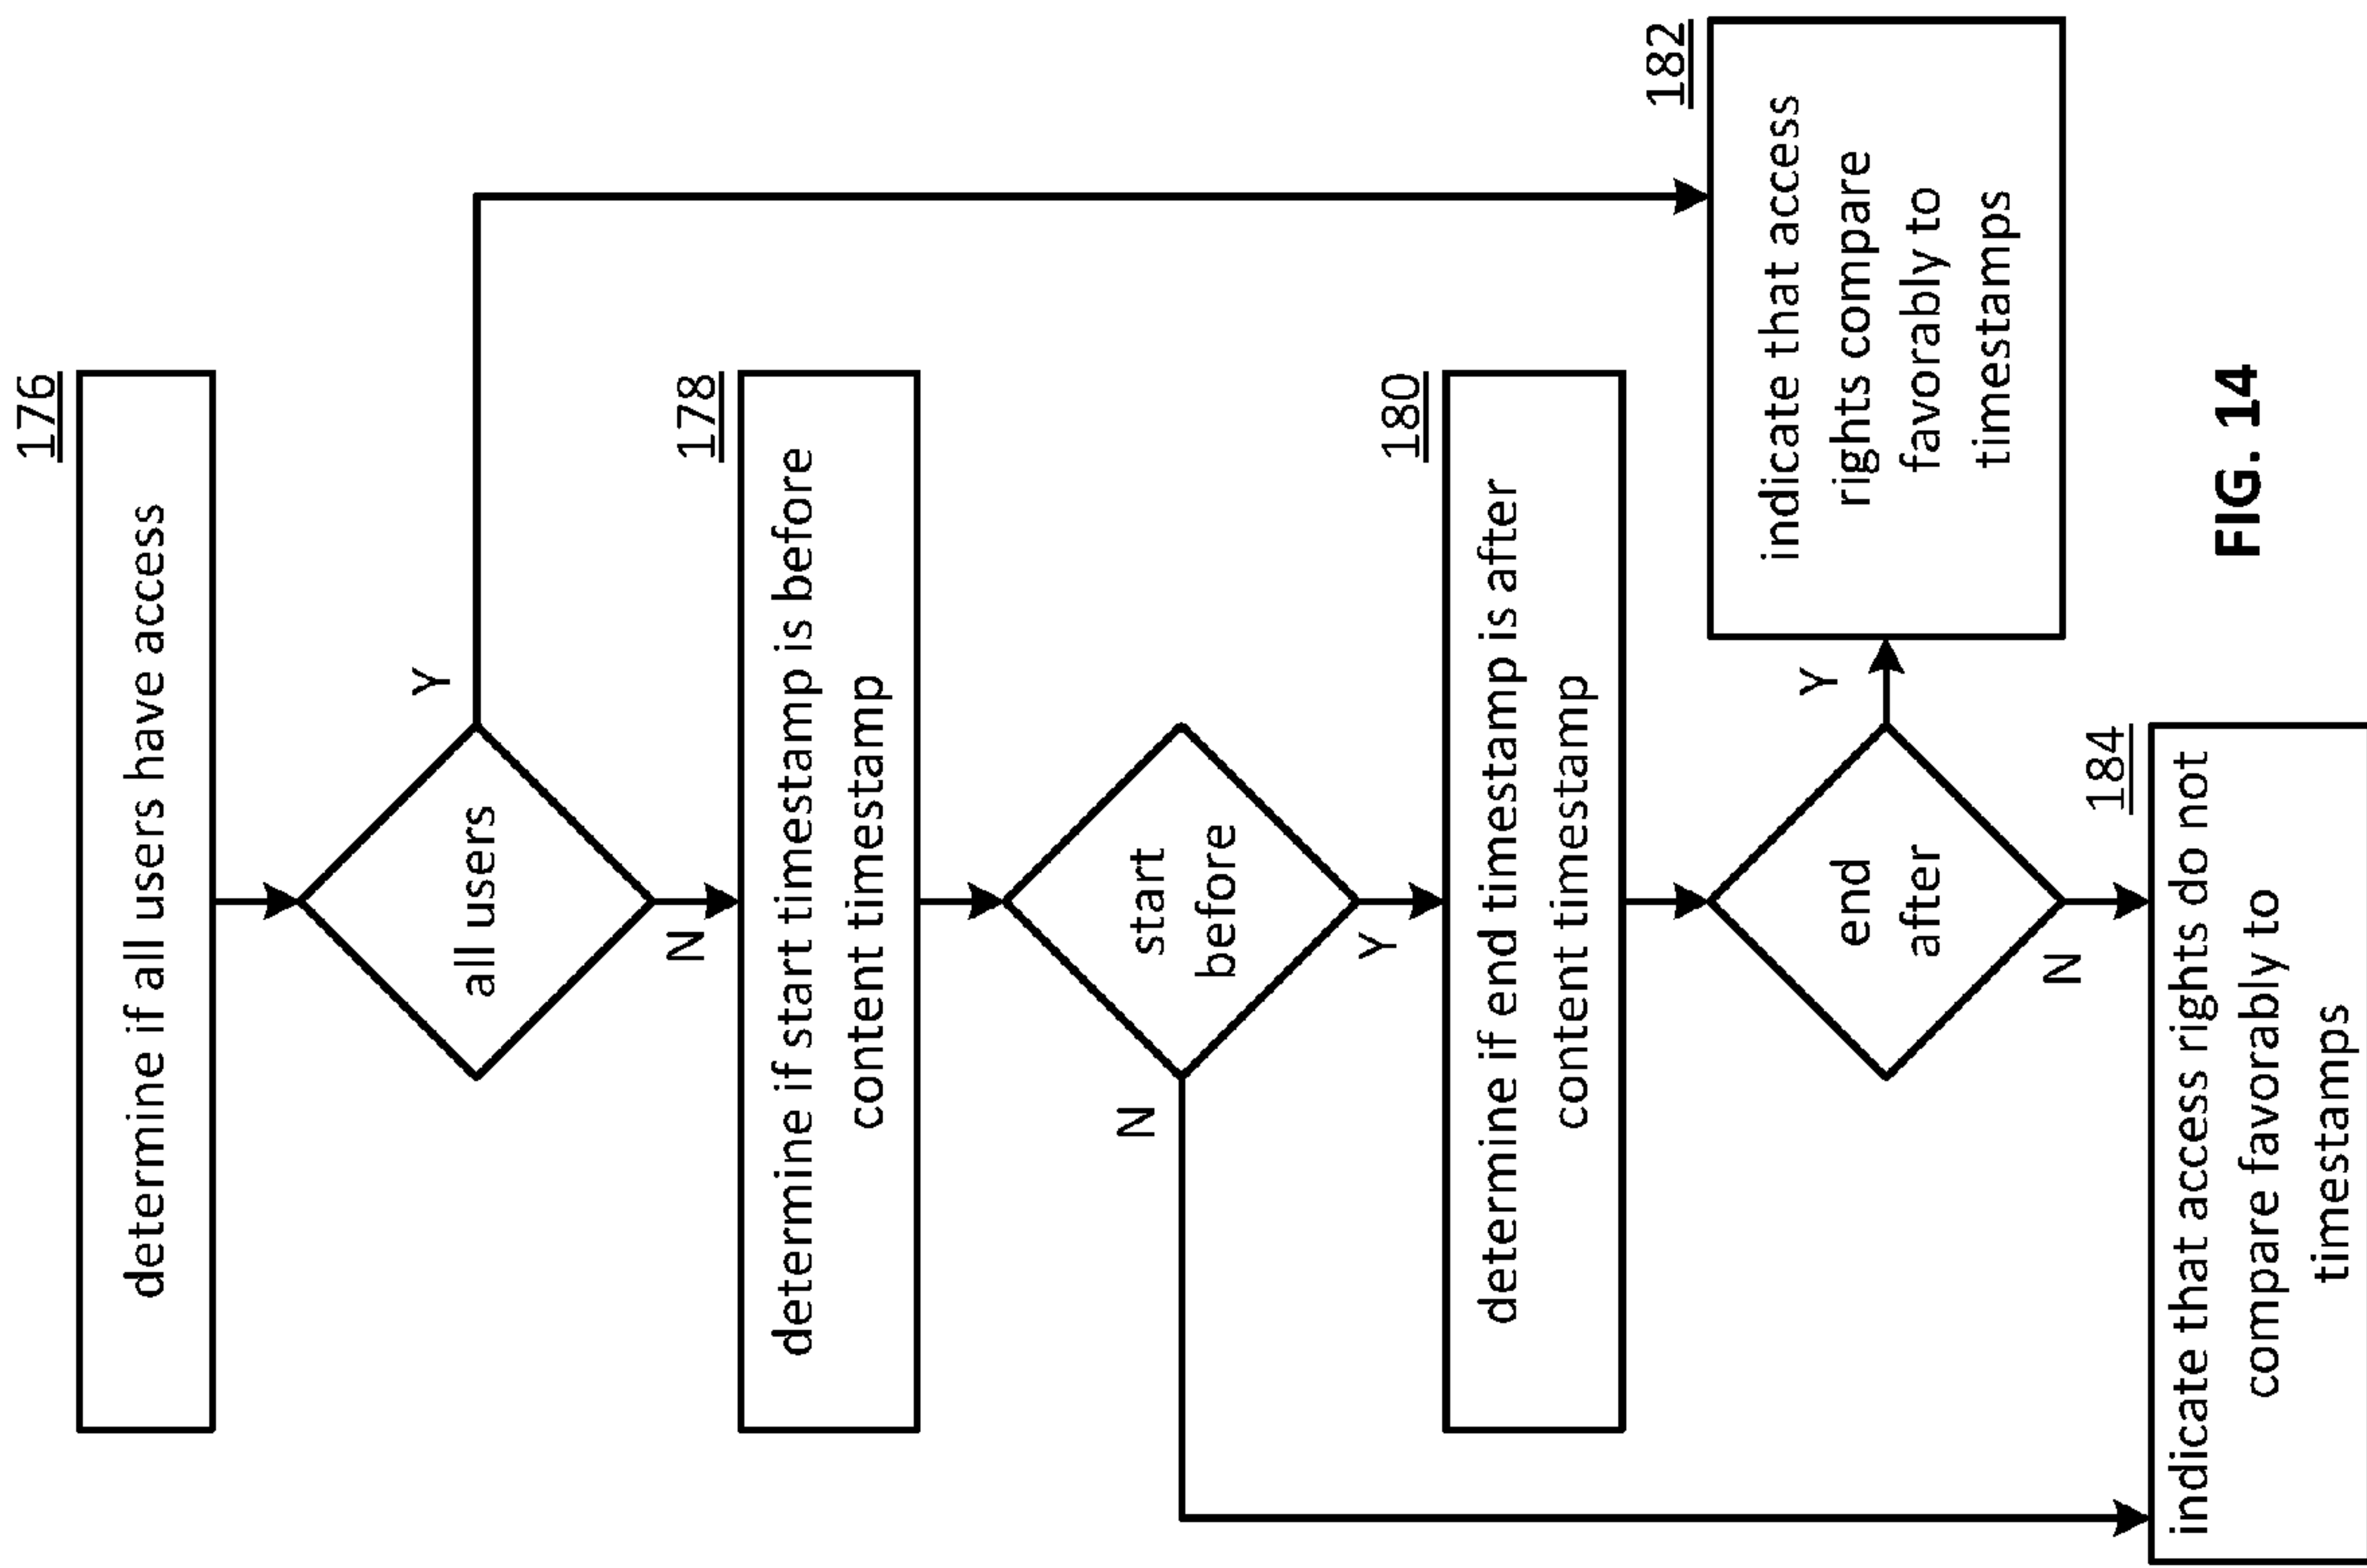 176
determine if all users have access
all users
Y
N
178
determine if start timestamp is before
content timestamp
start
before
N
Y
180
determine if end timestamp is after
content timestamp
end
after
Y
N
182
indicate that access
rights compare
favorably to
timestamps
184
indicate that access rights do not
compare favorably to
timestamps
FIG. 14